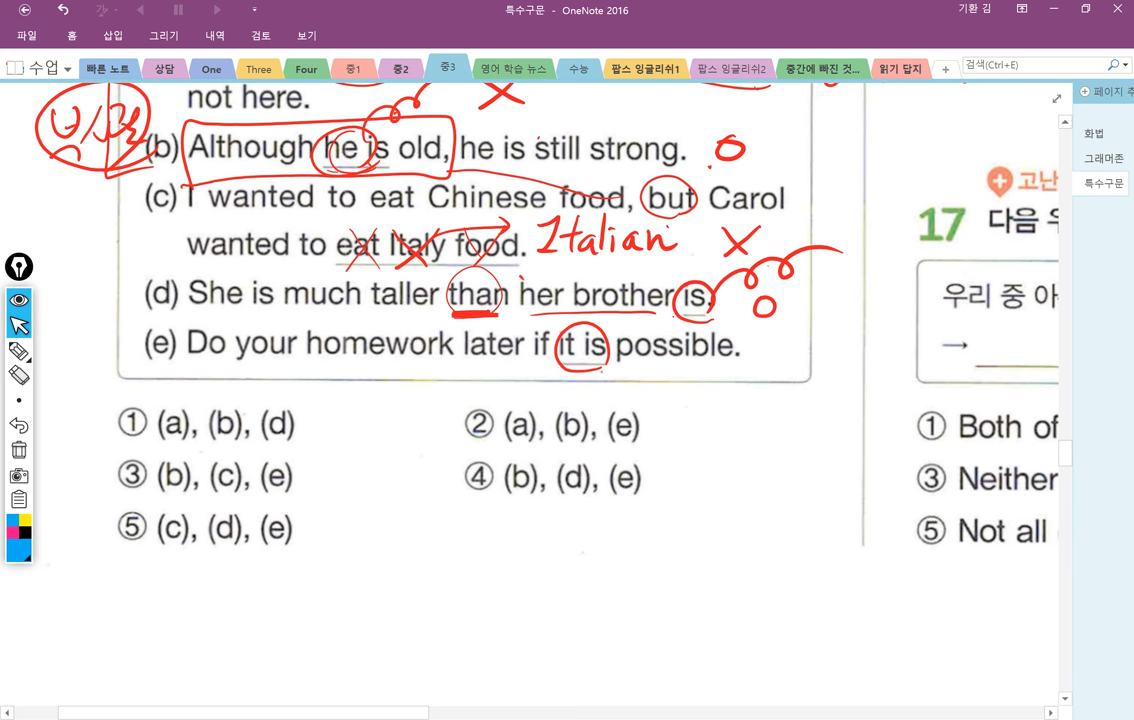 특수구문 - OneNote 2016
기환 김
파일 홈 삽입 그리기 내역 검토 보기
수업 빠른 노트 상담 One Three Four 중1 중2 중3 영어 학습 뉴스 수능 팝스 잉글리쉬1 팝스 잉글리쉬2 중간에 빠진 것... 읽기 답지 + 검색(Ctrl+E)
페이지 추
화법
그래머존
특수구문
not here.
(b) Although he is old, he is still strong.
(c) I wanted to eat Chinese food, but Carol
wanted to eat Italy food. Italian
(d) She is much taller than her brother is.
(e) Do your homework later if it is possible.
① (a), (b), (d) ② (a), (b), (e)
③ (b), (c), (e) ④ (b), (d), (e)
⑤ (c), (d), (e)
고난
17 다음 우
우리 중 아
→
① Both of
③ Neither
⑤ Not all